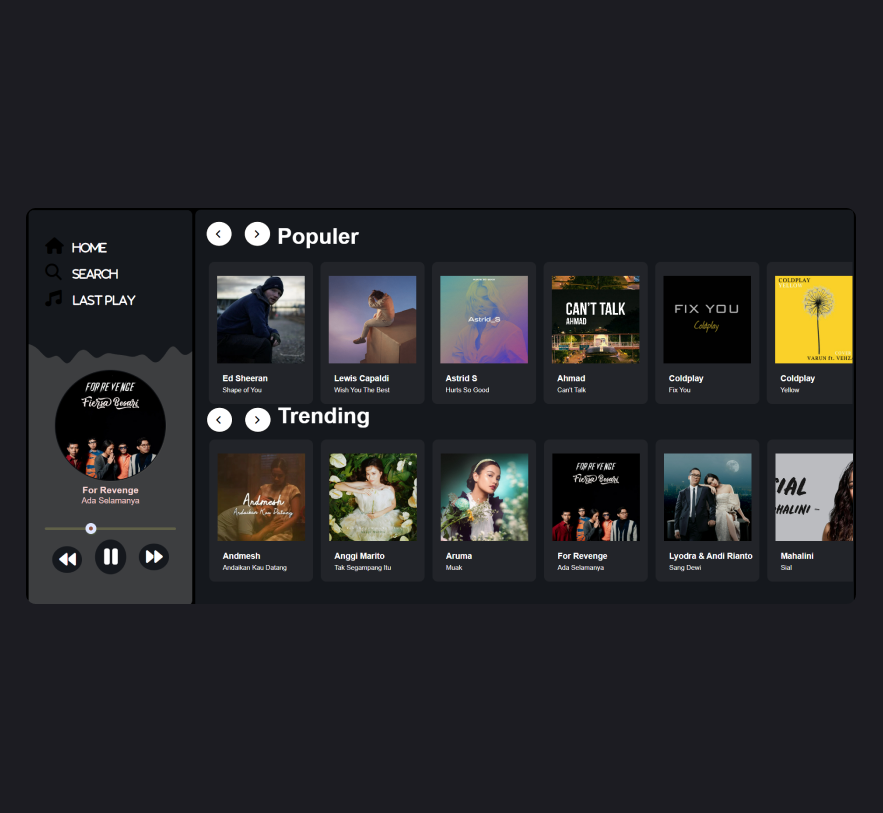 HOME
SEARCH
LAST PLAY
FOR REVENGE
Fiersa Besari
For Revenge
Ada Selamanya
Populer
Ed Sheeran
Shape of You
Lewis Capaldi
Wish You The Best
Astrid_S
Astrid S
Hurts So Good
CAN'T TALK
AHMAD
Ahmad
Can't Talk
FIX YOU
Coldplay
Coldplay
Fix You
COLDPLAY
YELLOW
VARUN Ft. VEHZA
Coldplay
Yellow
Trending
Andmesh
Andaikan Kau Datang
Andmesh
Andaikan Kau Datang
Anggi Marito
Tak Segampang Itu
Aruma
Muak
FOR REVENGE
Fiersa Besari
For Revenge
Ada Selamanya
Lyodra & Andi Rianto
Sang Dewi
SIAL
MAHALINI ~
Mahalini
Sial